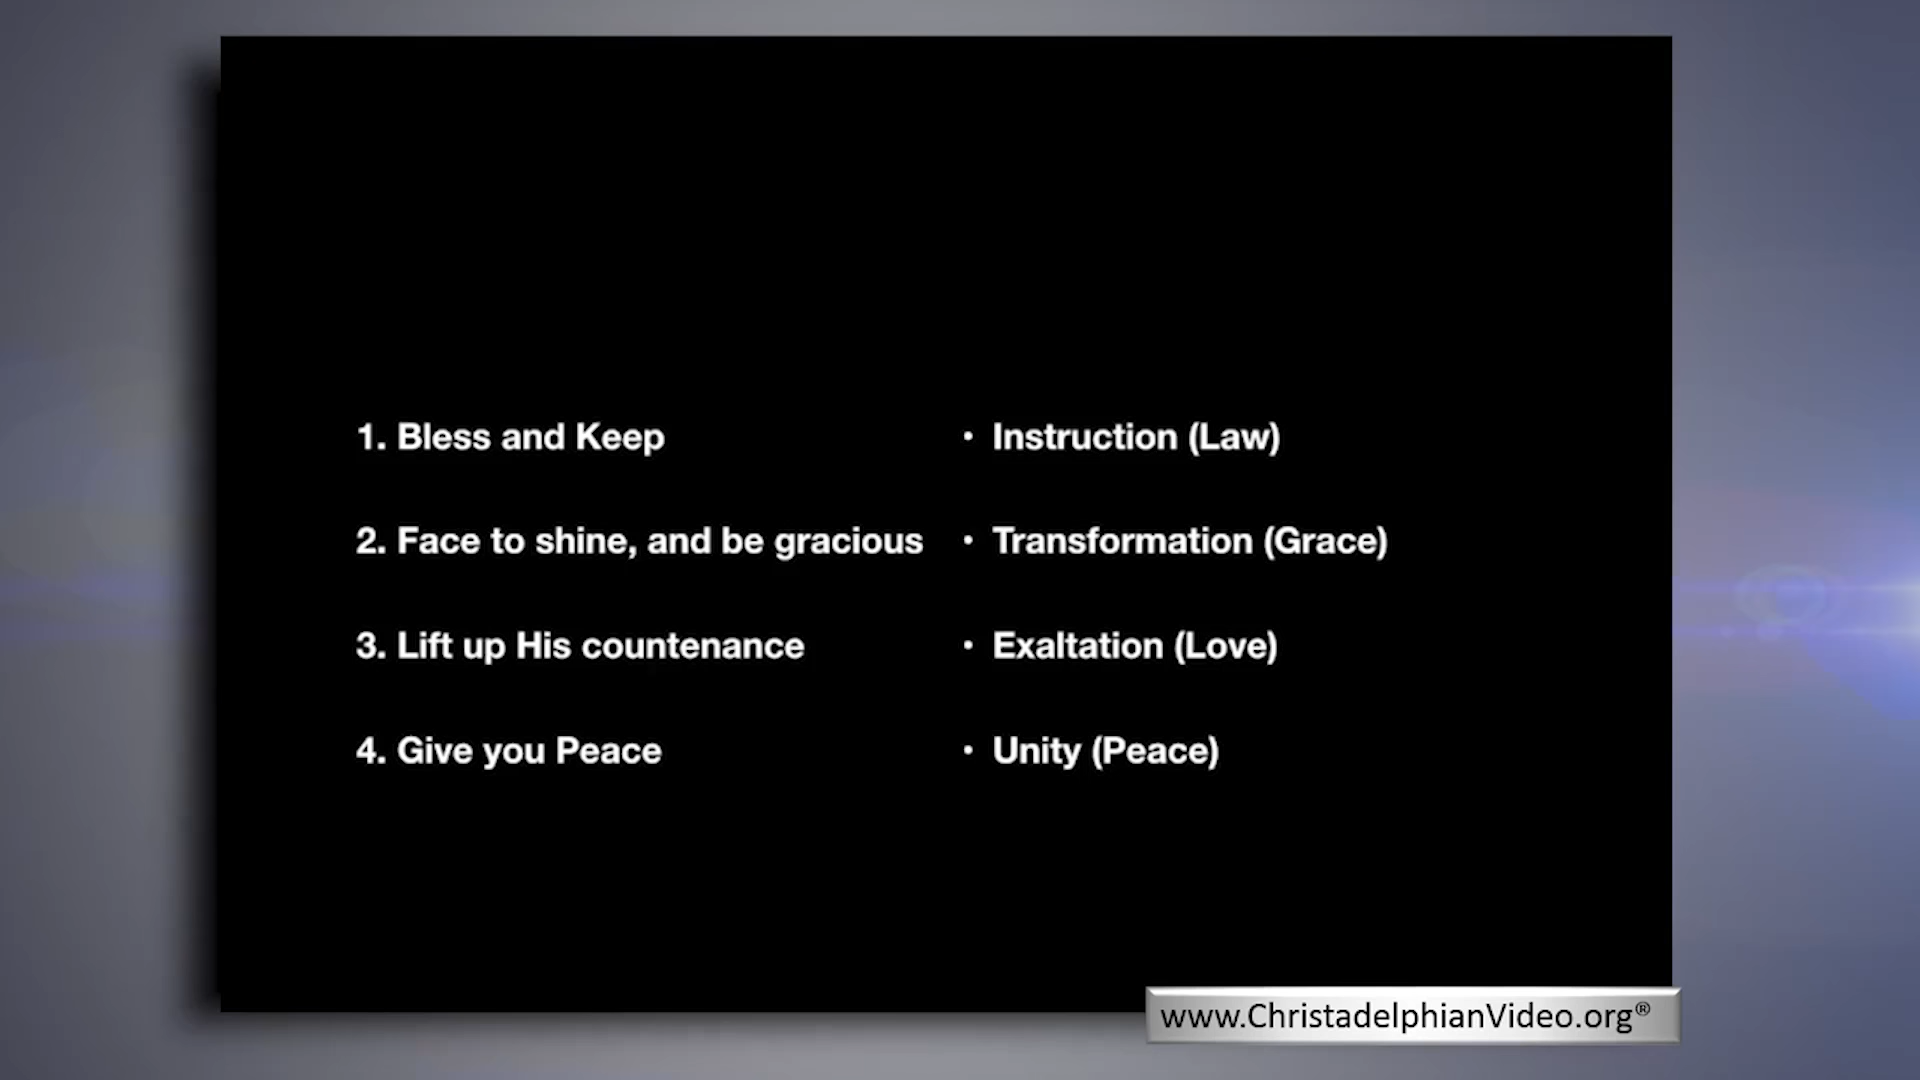 1. Bless and Keep • Instruction (Law)
2. Face to shine, and be gracious • Transformation (Grace)
3. Lift up His countenance • Exaltation (Love)
4. Give you Peace • Unity (Peace)
www.ChristadelphianVideo.org®